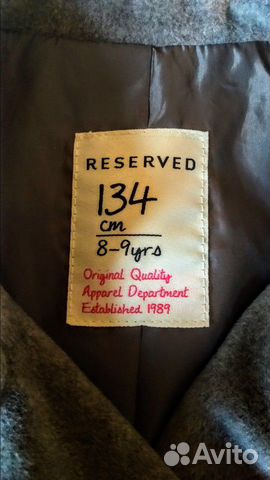 RESERVED
134
cm
8-9yrs
Original Quality
Apparel Department
Established 1989
Avito